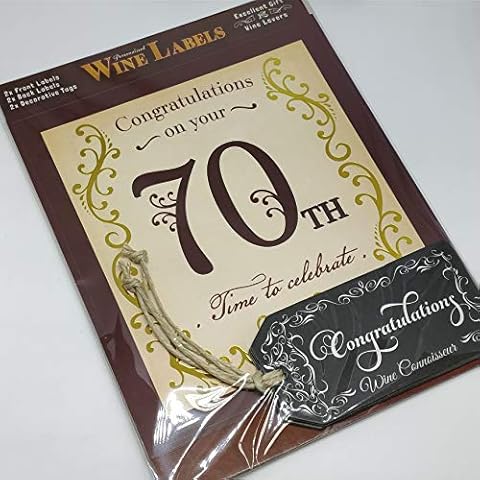 2x Front Labels
2x Back Labels
2x Decorative Tags
Personalised
WINE LABELS
Excellent Gift
for
Wine Lovers
Congratulations
on your
70TH
Time to celebrate
Congratulations
Wine Connoisseur